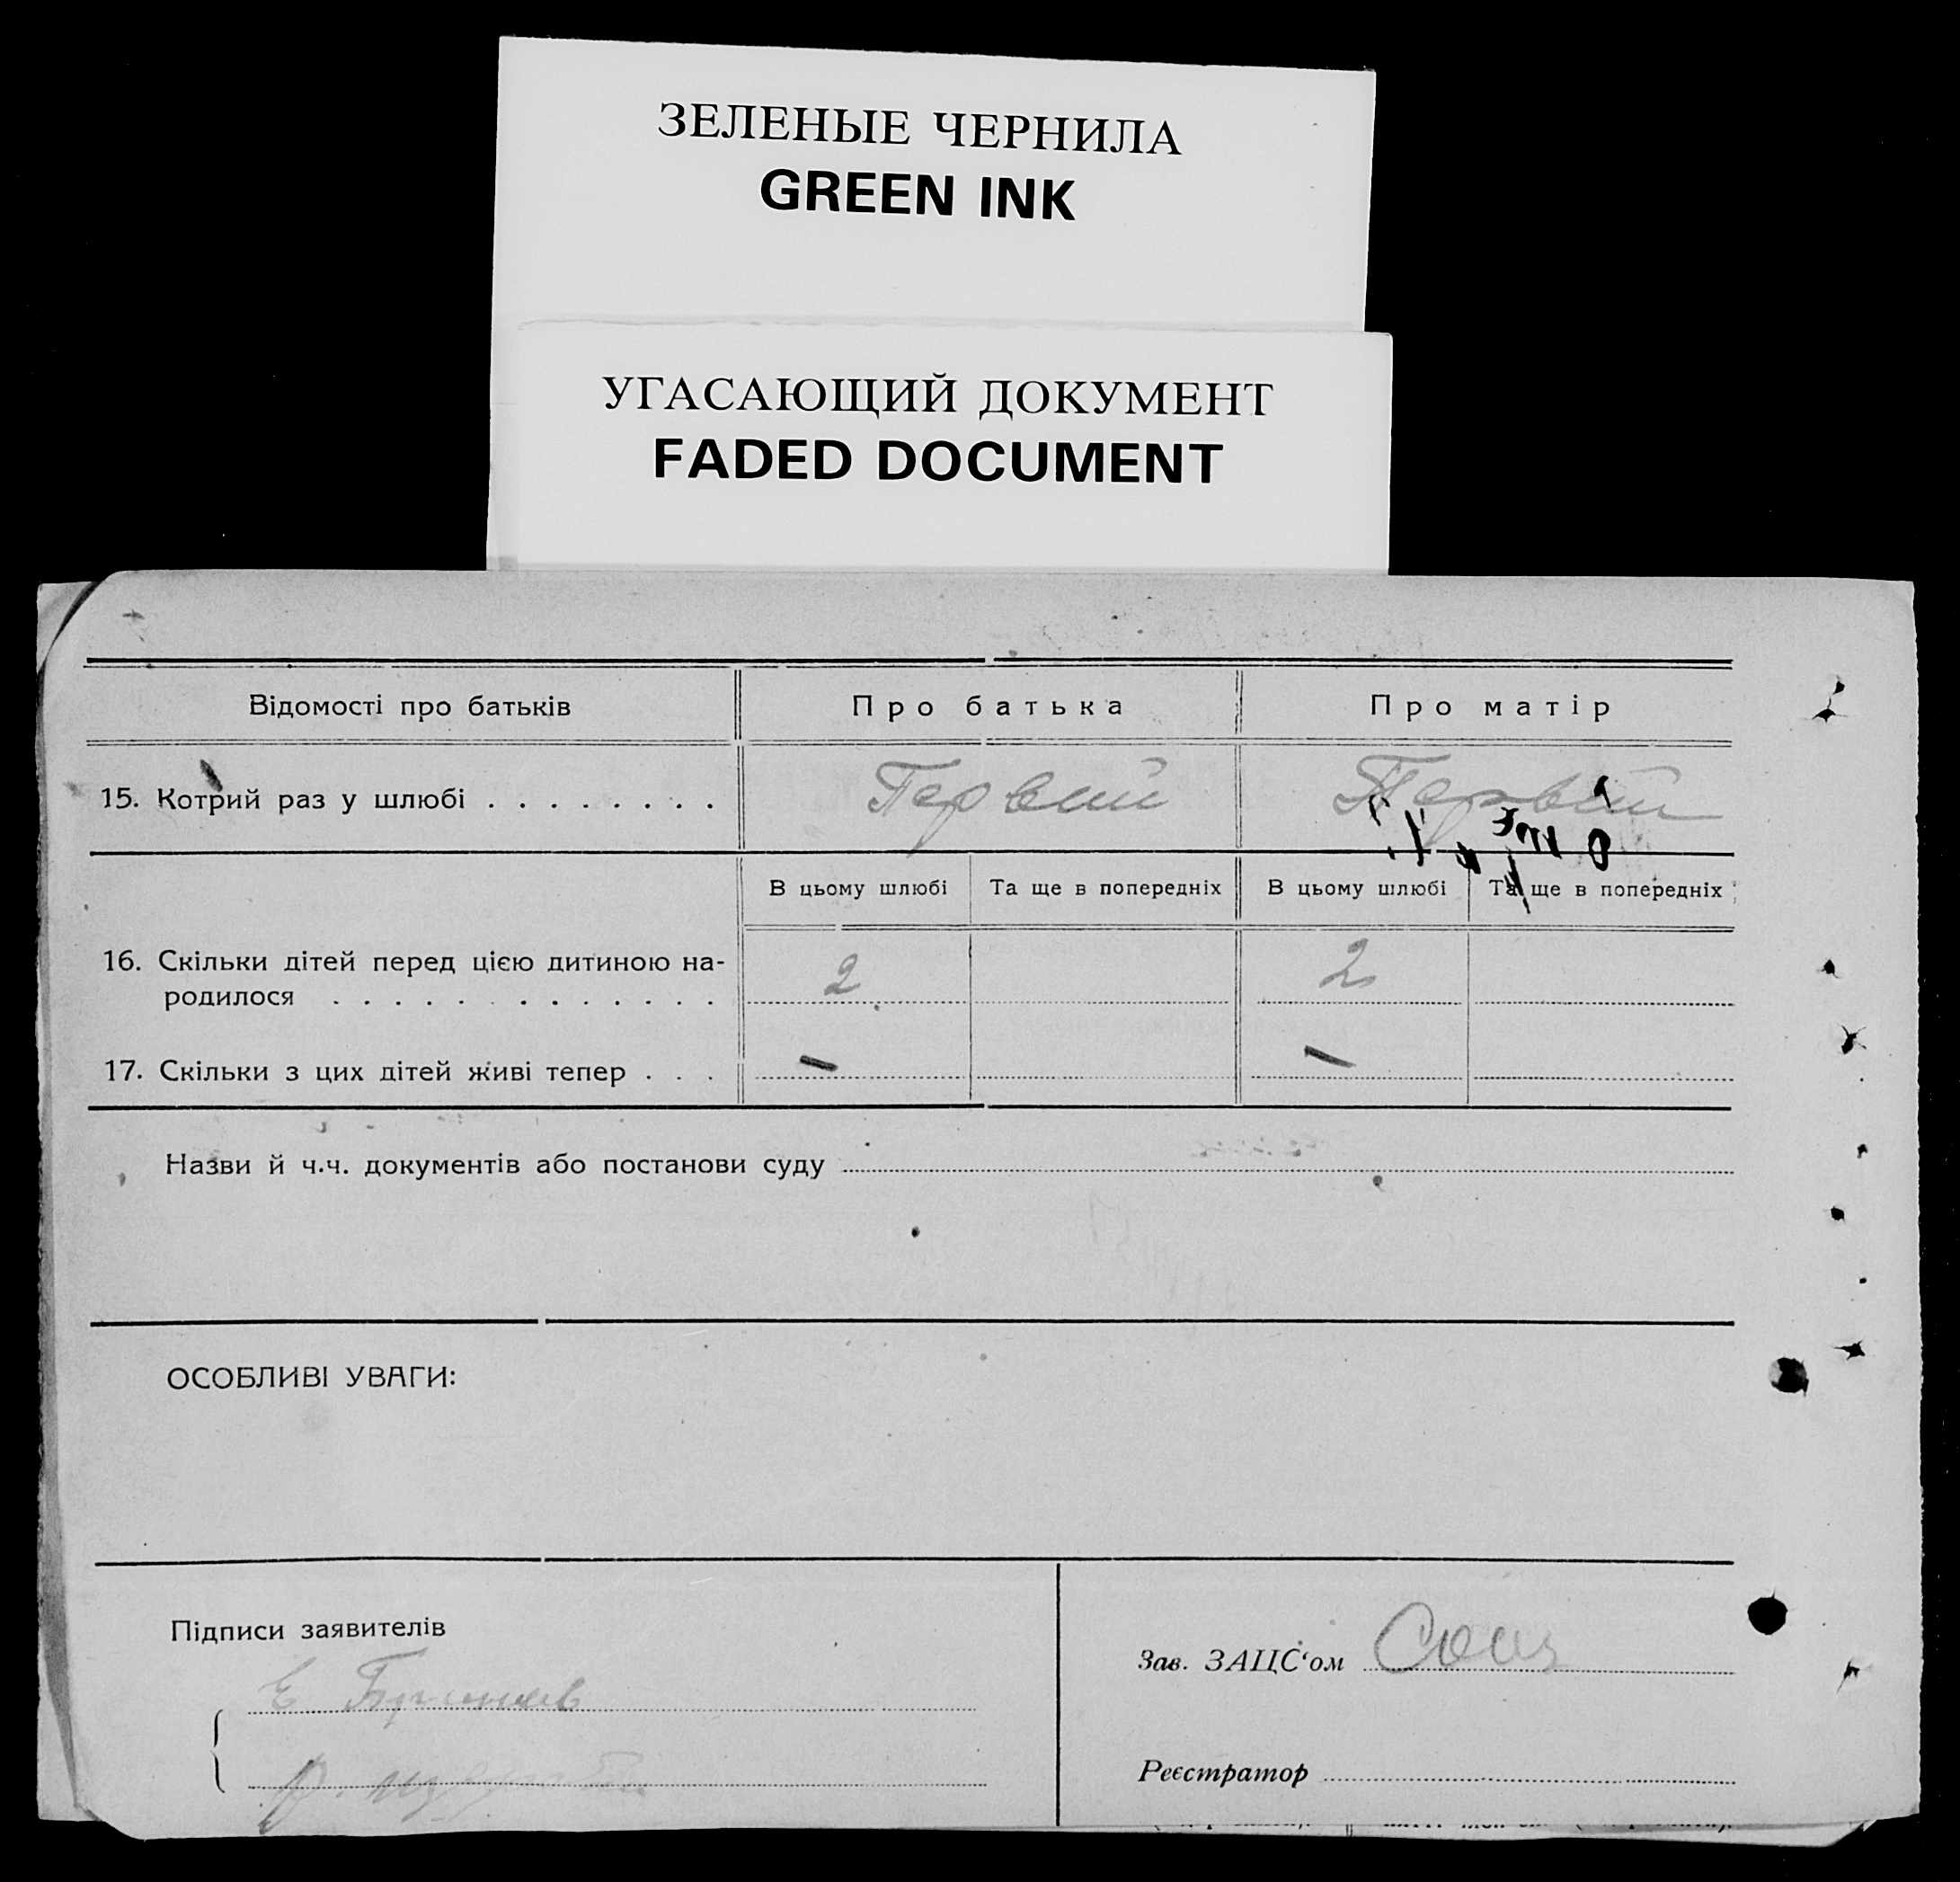 ЗЕЛЕНЫЕ ЧЕРНИЛА
GREEN INK
УГАСАЮЩИЙ ДОКУМЕНТ
FADED DOCUMENT
Відомості про батьків Про батька Про матір
15. Котрий раз у шлюбі . . . . . . . . Первий Первый
В цьому шлюбі Та ще в попередніх В цьому шлюбі Та ще в попередніх
16. Скільки дітей перед цією дитиною на-
родилося . . . . . . . . . . . . . 2 2
17. Скільки з цих дітей живі тепер . . . — —
Назви й ч.ч. документів або постанови суду
ОСОБЛИВІ УВАГИ:
Підписи заявителів
Зав. ЗАЦС‘ом
Реєстратор